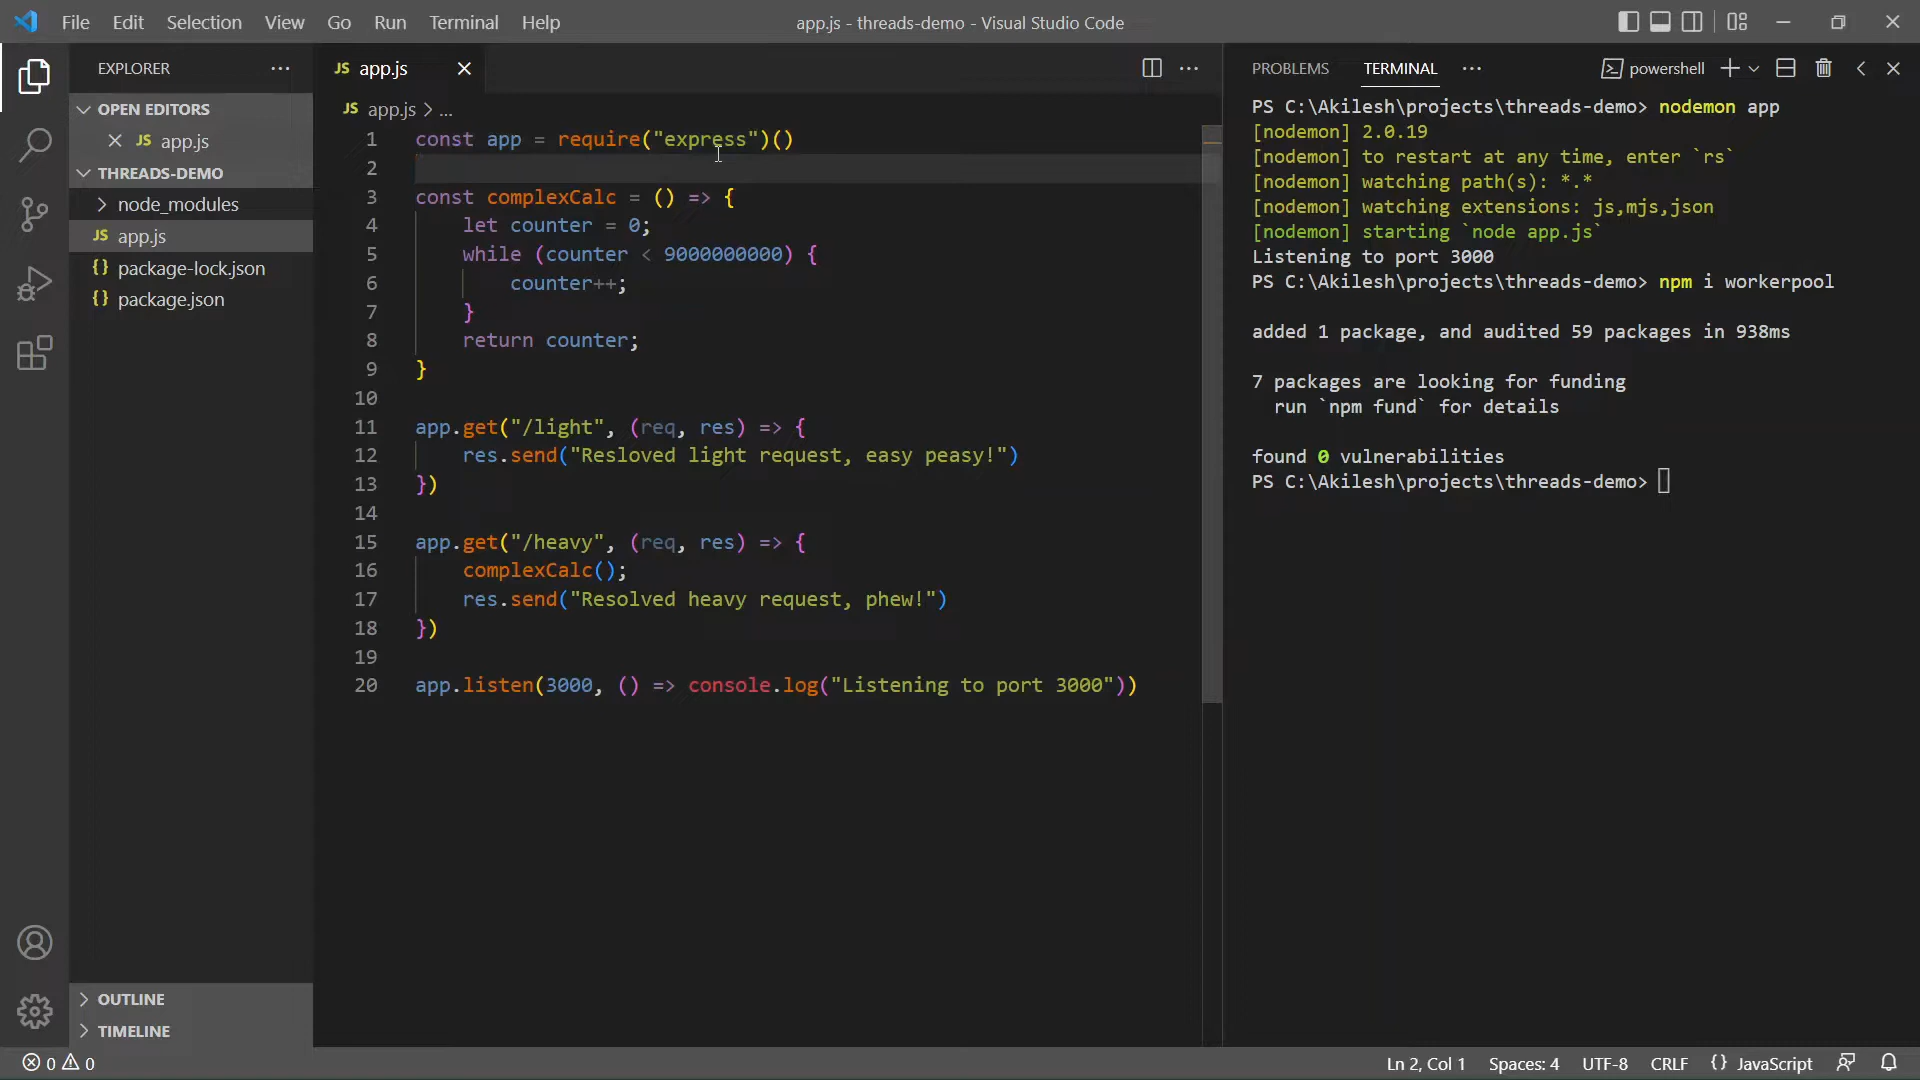 File Edit Selection View Go Run Terminal Help
app.js - threads-demo - Visual Studio Code
EXPLORER
OPEN EDITORS
JS app.js
THREADS-DEMO
node_modules
JS app.js
{} package-lock.json
{} package.json
OUTLINE
TIMELINE
JS app.js
JS app.js > ...
1 const app = require("express")()
2
3 const complexCalc = () => {
4 let counter = 0;
5 while (counter < 9000000000) {
6 counter++;
7 }
8 return counter;
9 }
10
11 app.get("/light", (req, res) => {
12 res.send("Resloved light request, easy peasy!")
13 })
14
15 app.get("/heavy", (req, res) => {
16 complexCalc();
17 res.send("Resolved heavy request, phew!")
18 })
19
20 app.listen(3000, () => console.log("Listening to port 3000"))
PROBLEMS TERMINAL ... powershell
PS C:\Akilesh\projects\threads-demo> nodemon app
[nodemon] 2.0.19
[nodemon] to restart at any time, enter `rs`
[nodemon] watching path(s): *.*
[nodemon] watching extensions: js,mjs,json
[nodemon] starting `node app.js`
Listening to port 3000
PS C:\Akilesh\projects\threads-demo> npm i workerpool
added 1 package, and audited 59 packages in 938ms
7 packages are looking for funding
run `npm fund` for details
found 0 vulnerabilities
PS C:\Akilesh\projects\threads-demo>
0 0
Ln 2, Col 1 Spaces: 4 UTF-8 CRLF {} JavaScript